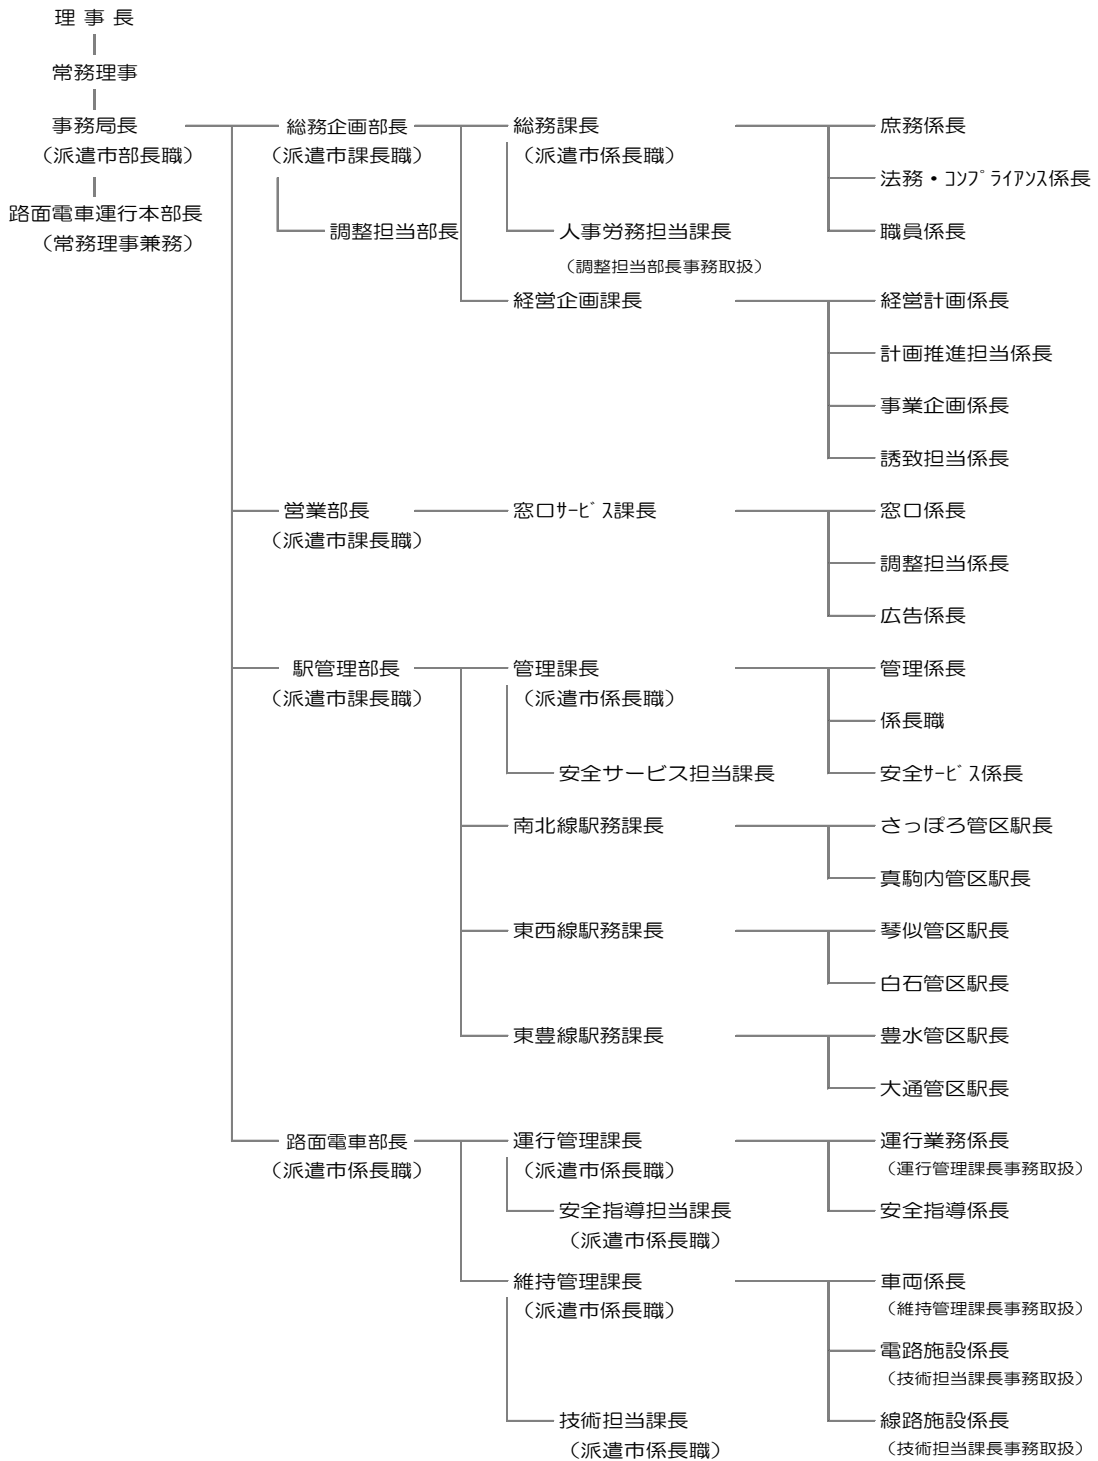 理 事 長
常務理事
事務局長
（派遣市部長職）
路面電車運行本部長
（常務理事兼務）
総務企画部長
（派遣市課長職）
調整担当部長
総務課長
（派遣市係長職）
人事労務担当課長
（調整担当部長事務取扱）
庶務係長
法務・ｺﾝﾌﾟﾗｲｱﾝｽ係長
職員係長
経営企画課長
経営計画係長
計画推進担当係長
事業企画係長
誘致担当係長
営業部長
（派遣市課長職）
窓口ｻｰﾋﾞｽ課長
窓口係長
調整担当係長
広告係長
駅管理部長
（派遣市課長職）
管理課長
（派遣市係長職）
安全サービス担当課長
管理係長
係長職
安全ｻｰﾋﾞｽ係長
南北線駅務課長
さっぽろ管区駅長
真駒内管区駅長
東西線駅務課長
琴似管区駅長
白石管区駅長
東豊線駅務課長
豊水管区駅長
大通管区駅長
路面電車部長
（派遣市係長職）
運行管理課長
（派遣市係長職）
安全指導担当課長
（派遣市係長職）
運行業務係長
（運行管理課長事務取扱）
安全指導係長
維持管理課長
（派遣市係長職）
技術担当課長
（派遣市係長職）
車両係長
（維持管理課長事務取扱）
電路施設係長
（技術担当課長事務取扱）
線路施設係長
（技術担当課長事務取扱）